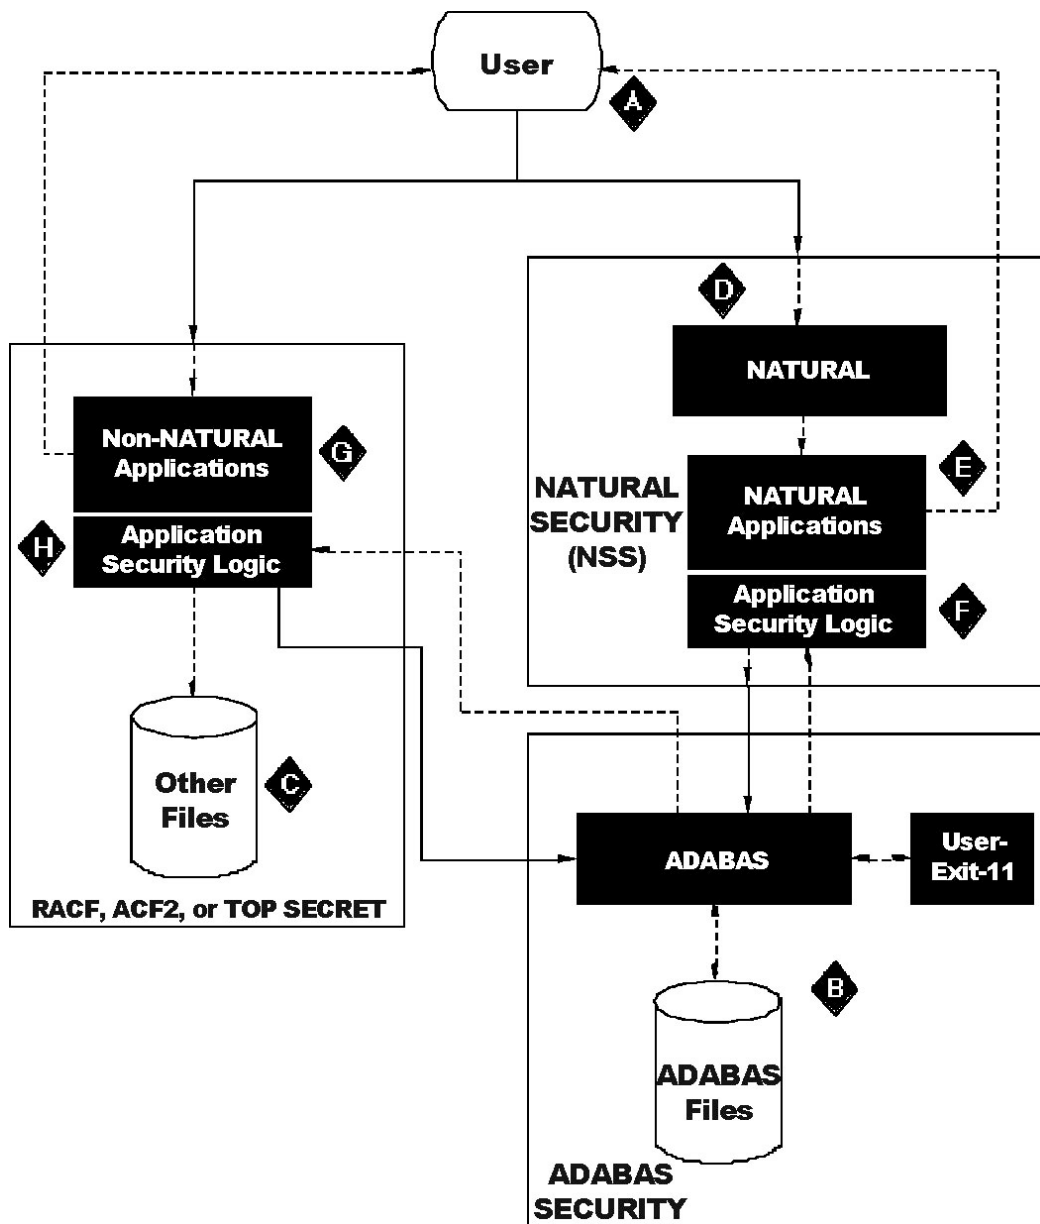 User
A
D
NATURAL
Non-NATURAL
Applications
G
E
NATURAL
SECURITY
(NSS)
NATURAL
Applications
H
Application
Security Logic
Application
Security Logic
F
Other
Files
C
RACF, ACF2, or TOP SECRET
ADABAS
User-
Exit-11
B
ADABAS
Files
ADABAS
SECURITY